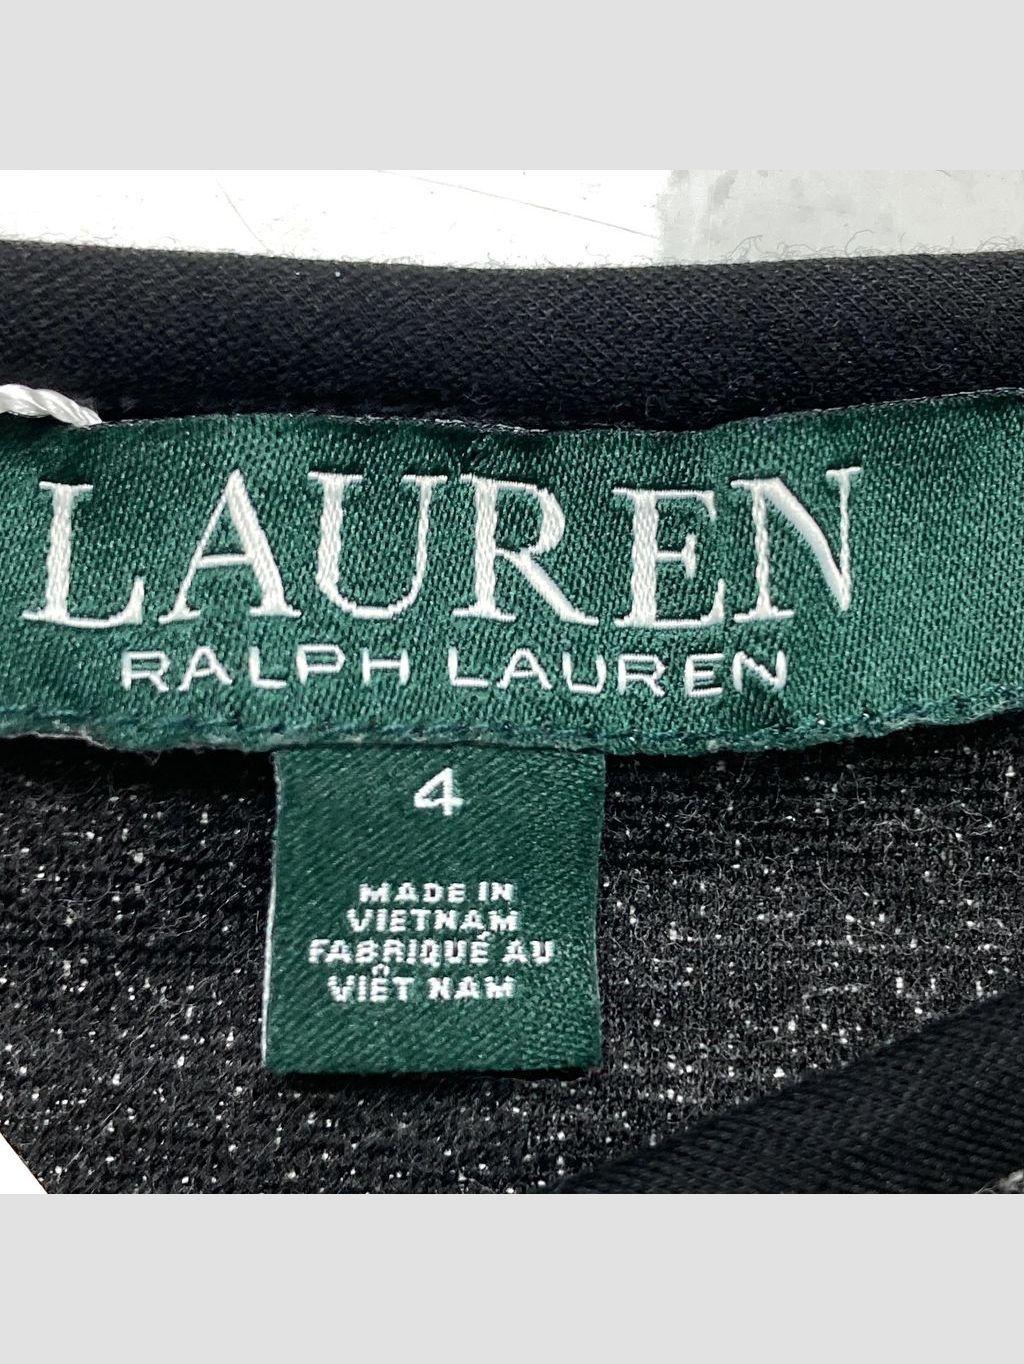 LAUREN
RALPH LAUREN
4
MADE IN
VIETNAM
FABRIQUÉ AU
VIÊT NAM